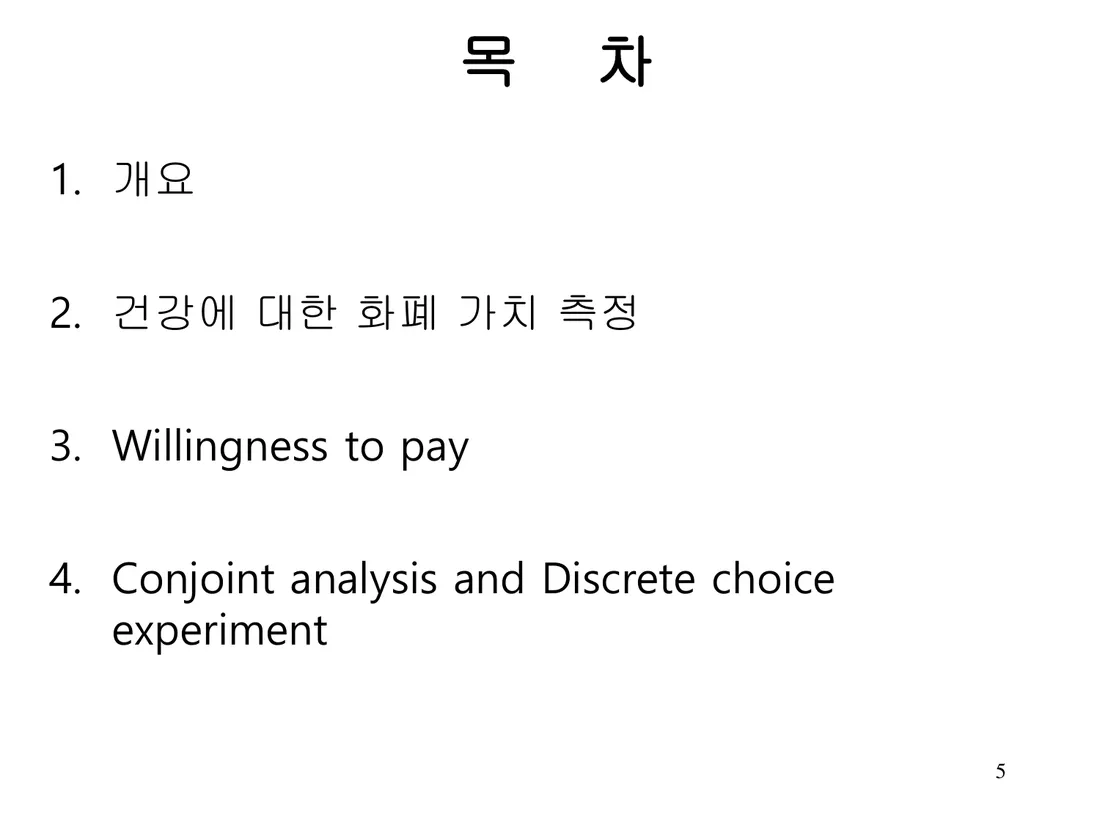 목 차
1. 개요
2. 건강에 대한 화폐 가치 측정
3. Willingness to pay
4. Conjoint analysis and Discrete choice
experiment
5